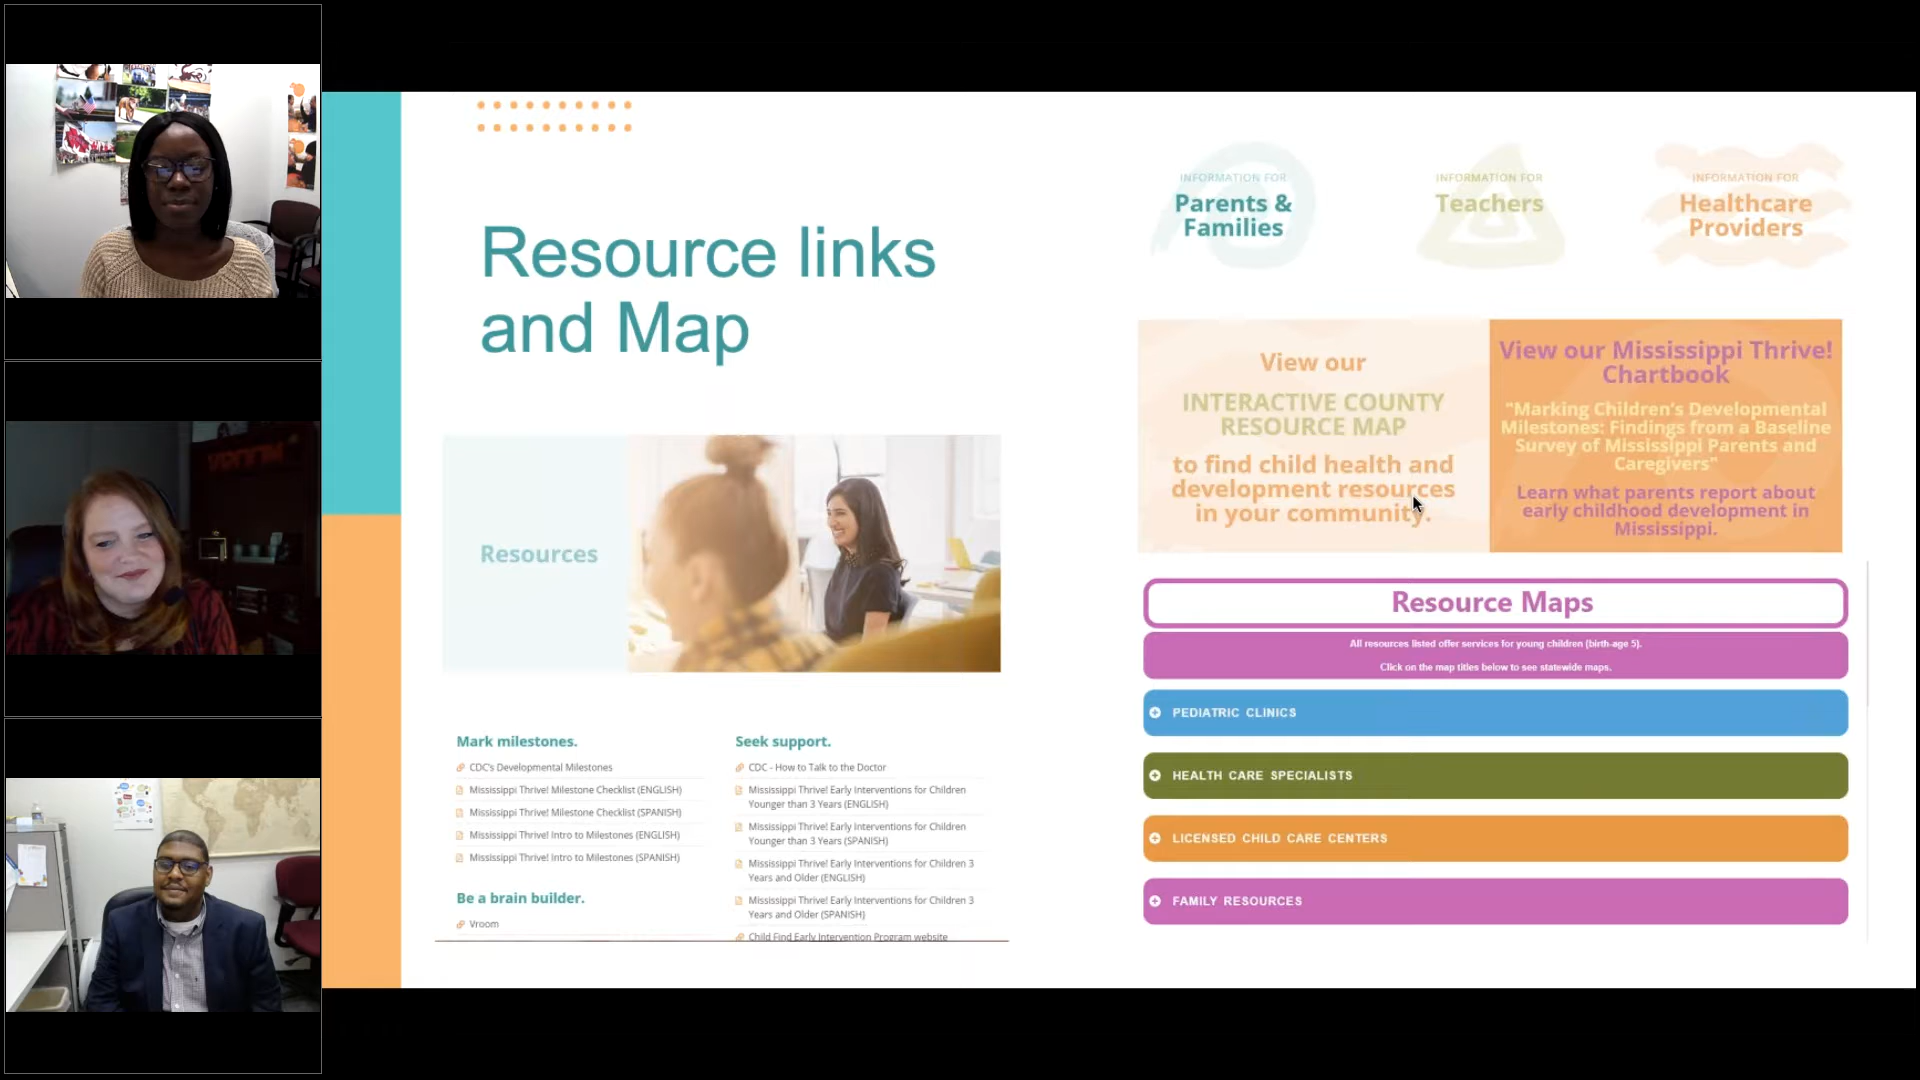 Resource links
and Map
Resources
Mark milestones.
CDC's Developmental Milestones
Mississippi Thrive! Milestone Checklist (ENGLISH)
Mississippi Thrive! Milestone Checklist (SPANISH)
Mississippi Thrive! Intro to Milestones (ENGLISH)
Mississippi Thrive! Intro to Milestones (SPANISH)
Be a brain builder.
Vroom
Seek support.
CDC - How to Talk to the Doctor
Mississippi Thrive! Early Interventions for Children
Younger than 3 Years (ENGLISH)
Mississippi Thrive! Early Interventions for Children
Younger than 3 Years (SPANISH)
Mississippi Thrive! Early Interventions for Children 3
Years and Older (ENGLISH)
Mississippi Thrive! Early Interventions for Children 3
Years and Older (SPANISH)
Child Find Early Intervention Program website
INFORMATION FOR
Parents &
Families
INFORMATION FOR
Teachers
INFORMATION FOR
Healthcare
Providers
View our
INTERACTIVE COUNTY
RESOURCE MAP
to find child health and
development resources
in your community.
View our Mississippi Thrive!
Chartbook
"Marking Children's Developmental
Milestones: Findings from a Baseline
Survey of Mississippi Parents and
Caregivers"
Learn what parents report about
early childhood development in
Mississippi.
Resource Maps
All resources listed offer services for young children (birth-age 5).
Click on the map titles below to see statewide maps.
PEDIATRIC CLINICS
HEALTH CARE SPECIALISTS
LICENSED CHILD CARE CENTERS
FAMILY RESOURCES